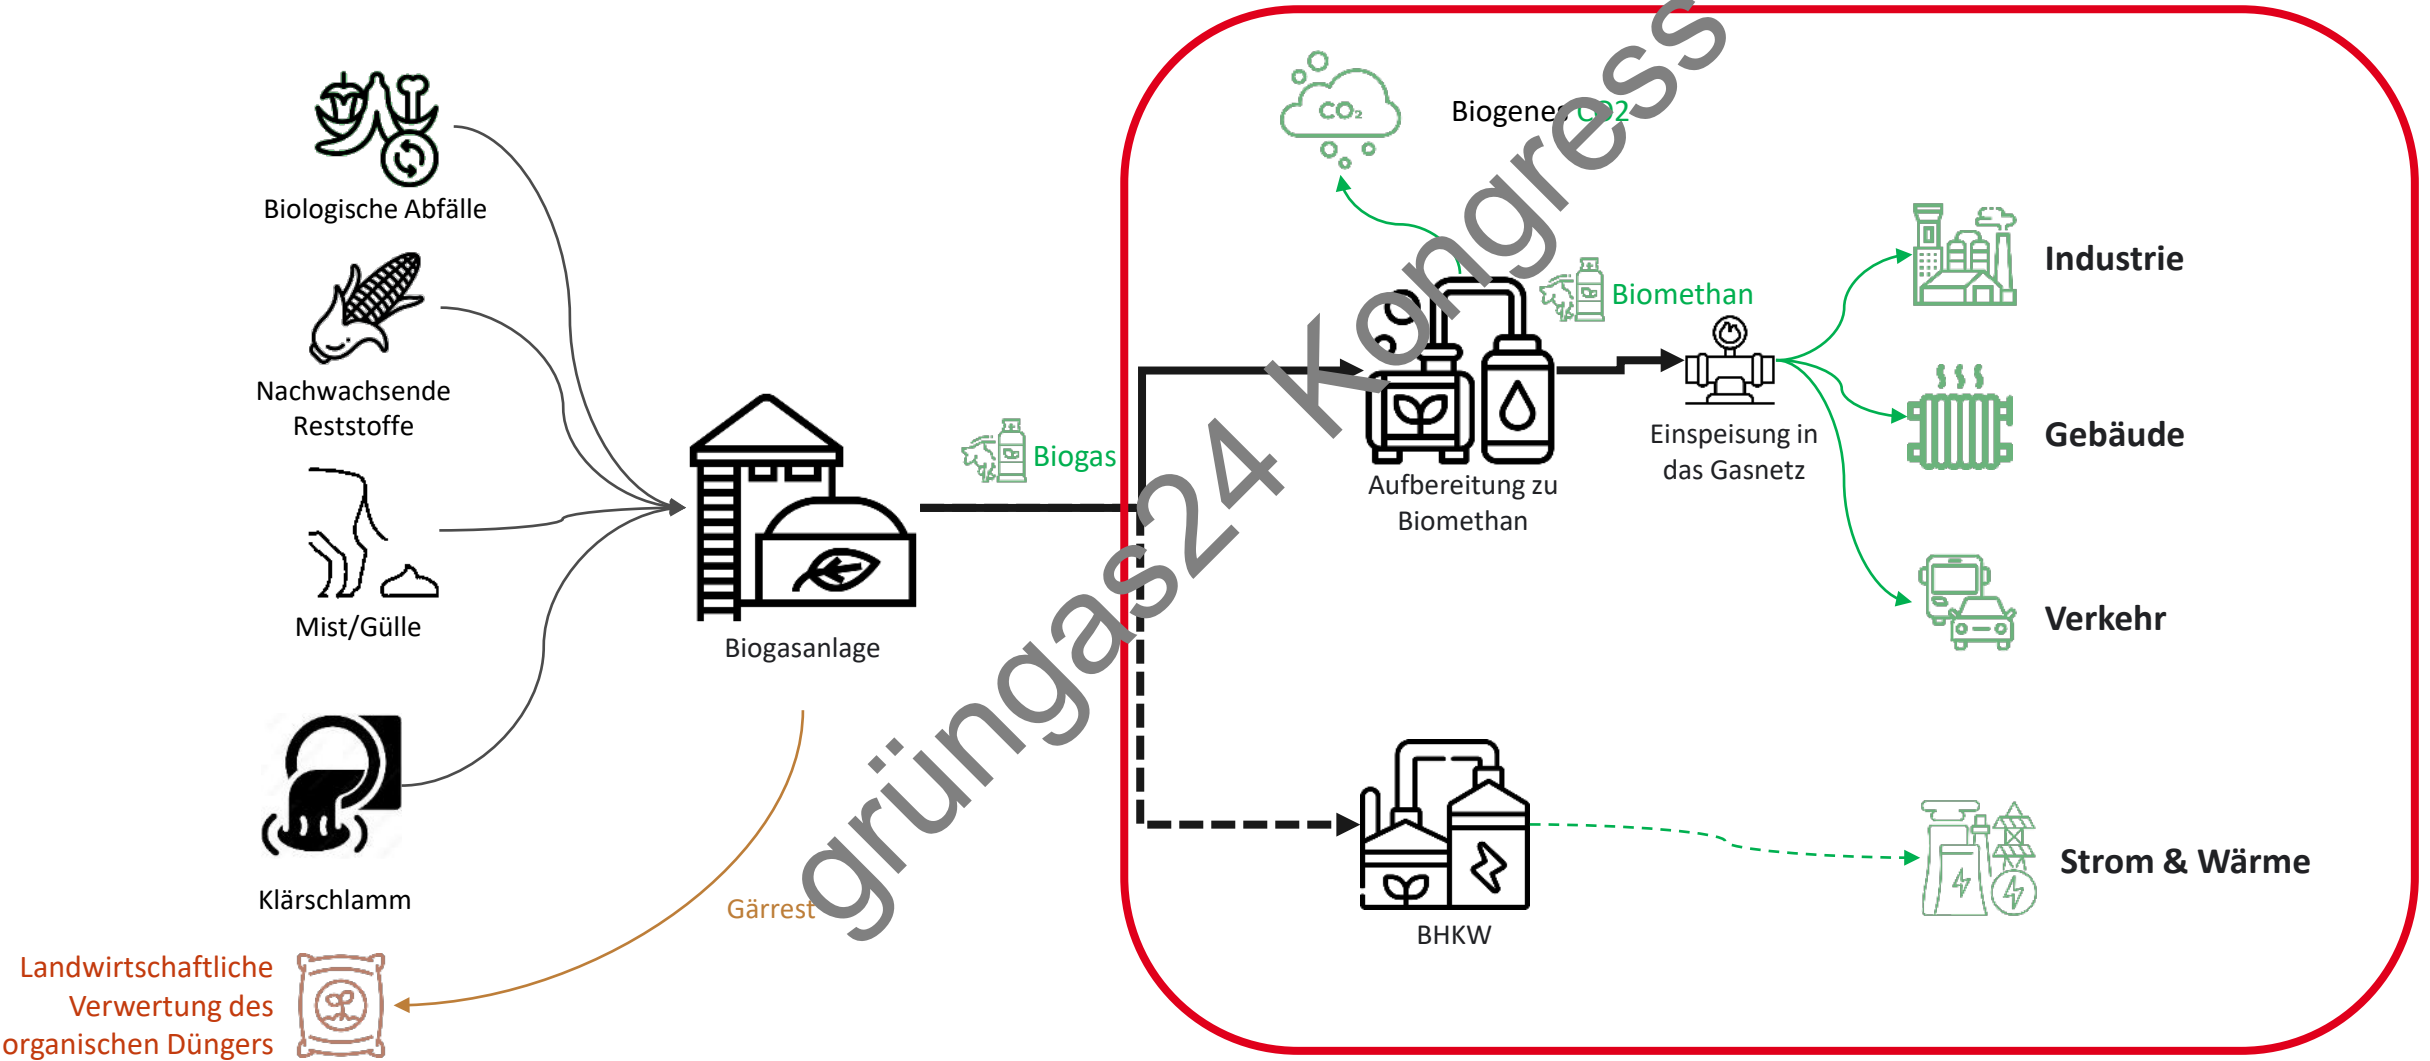 Biologische Abfälle
Nachwachsende
Reststoffe
Mist/Gülle
Klärschlamm
Landwirtschaftliche
Verwertung des
organischen Düngers
Biogasanlage
Gärrest
Biogas
CO₂
Biogenes CO2
Biomethan
Aufbereitung zu
Biomethan
Einspeisung in
das Gasnetz
Industrie
Gebäude
Verkehr
BHKW
Strom & Wärme
grüngas24 Kongress